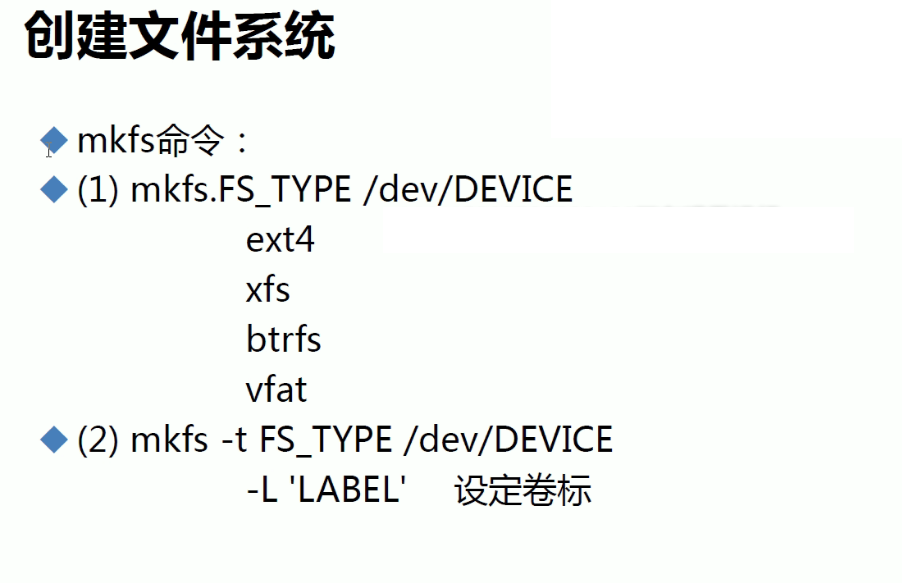 创建文件系统
mkfs命令：
(1) mkfs.FS_TYPE /dev/DEVICE
ext4
xfs
btrfs
vfat
(2) mkfs -t FS_TYPE /dev/DEVICE
-L 'LABEL' 设定卷标